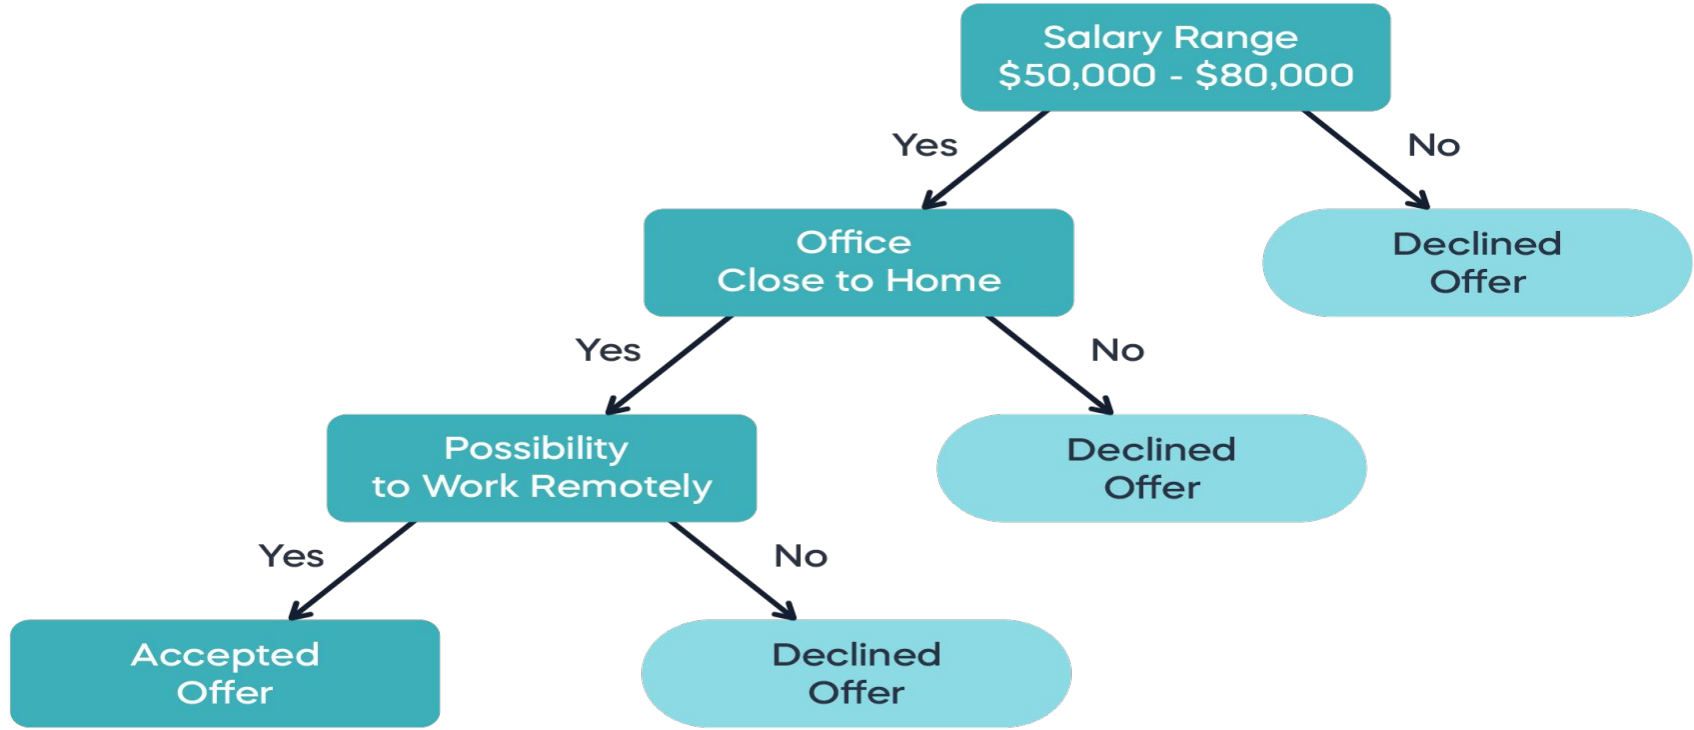 Salary Range
$50,000 - $80,000
Yes
No
Office
Close to Home
Declined
Offer
Yes
No
Possibility
to Work Remotely
Declined
Offer
Yes
No
Accepted
Offer
Declined
Offer